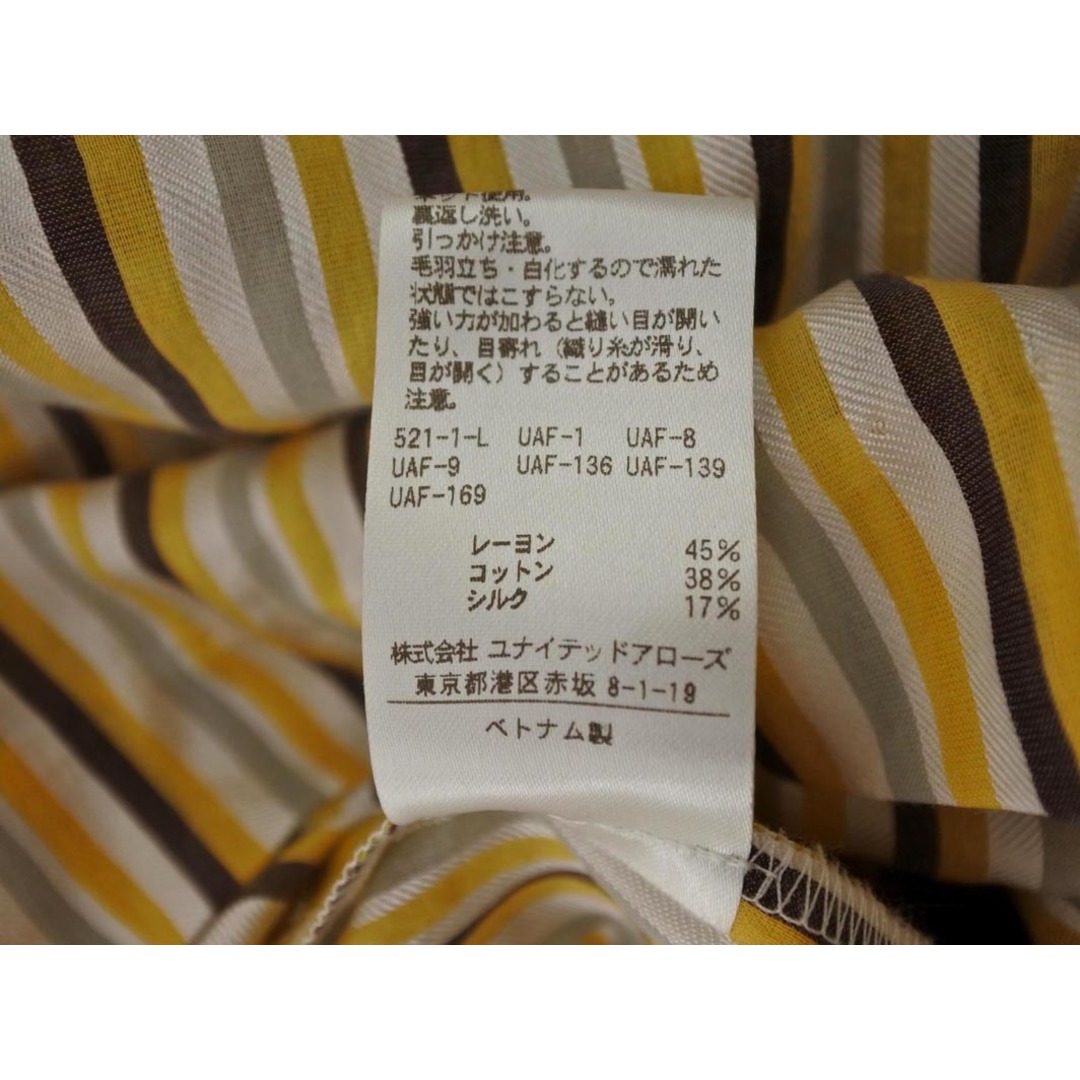 ネット使用。
裏返し洗い。
引っかけ注意。
毛羽立ち・白化するので濡れた
状態ではこすらない。
強い力が加わると縫い目が開い
たり、目寄れ（織り糸が滑り、
目が開く）することがあるため
注意。
521-1-L UAF-1 UAF-8
UAF-9 UAF-136 UAF-139
UAF-169
レーヨン 45%
コットン 38%
シルク 17%
株式会社 ユナイテッドアローズ
東京都港区赤坂 8-1-19
ベトナム製